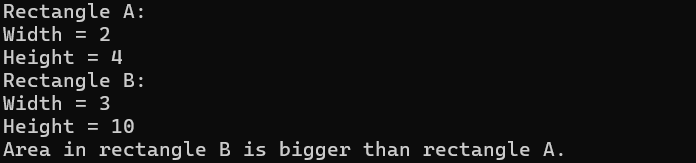 Rectangle A:
Width = 2
Height = 4
Rectangle B:
Width = 3
Height = 10
Area in rectangle B is bigger than rectangle A.